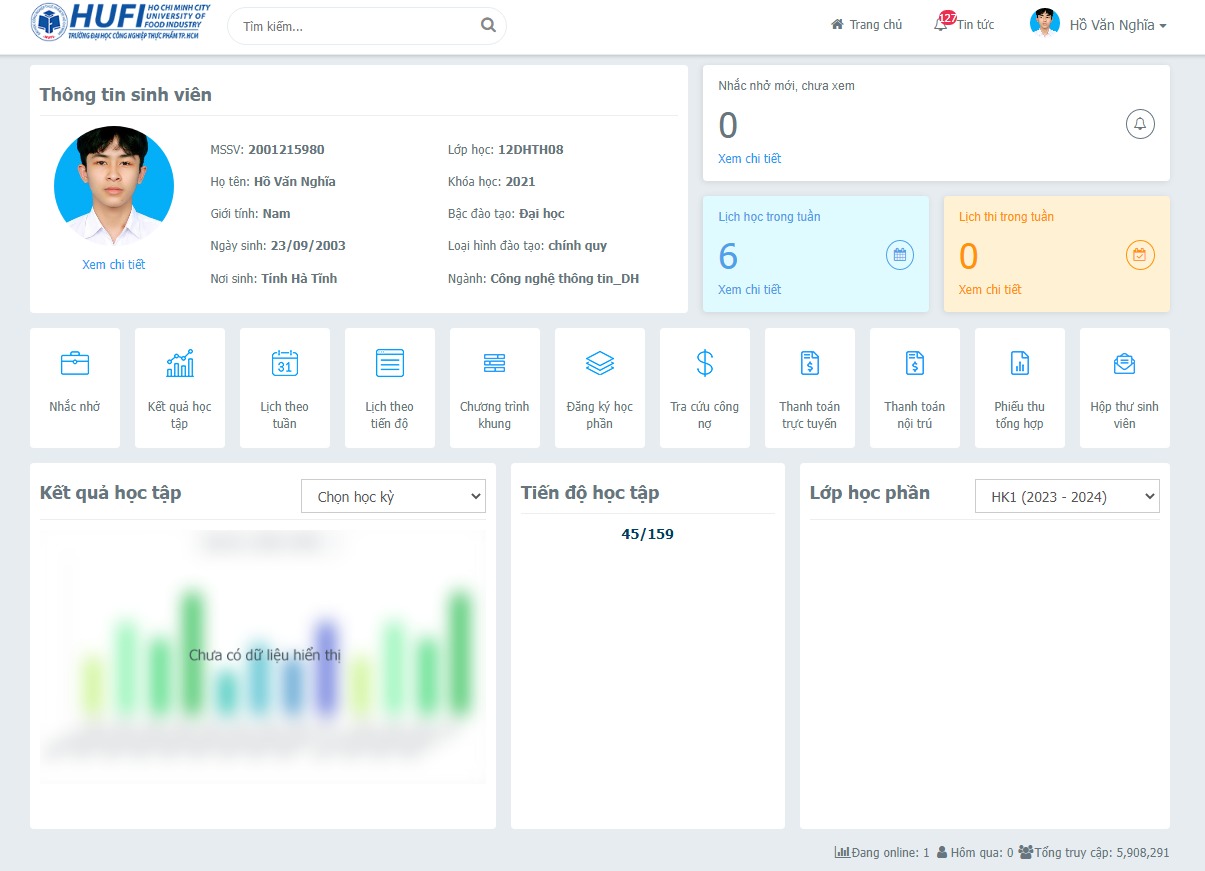 HUFI HO CHI MINH CITY
UNIVERSITY OF
FOOD INDUSTRY
TRƯỜNG ĐẠI HỌC CÔNG NGHIỆP THỰC PHẨM TP.HCM
Tìm kiếm...
Trang chủ
127
Tin tức
Hồ Văn Nghĩa
Thông tin sinh viên
MSSV: 2001215980
Họ tên: Hồ Văn Nghĩa
Giới tính: Nam
Ngày sinh: 23/09/2003
Nơi sinh: Tỉnh Hà Tĩnh
Lớp học: 12DHTH08
Khóa học: 2021
Bậc đào tạo: Đại học
Loại hình đào tạo: chính quy
Ngành: Công nghệ thông tin_DH
Xem chi tiết
Nhắc nhở mới, chưa xem
0
Xem chi tiết
Lịch học trong tuần
6
Xem chi tiết
Lịch thi trong tuần
0
Xem chi tiết
Nhắc nhở
Kết quả học
tập
31
Lịch theo
tuần
Lịch theo
tiến độ
Chương trình
khung
Đăng ký học
phần
Tra cứu công
nợ
Thanh toán
trực tuyến
Thanh toán
nội trú
Phiếu thu
tổng hợp
Hộp thư sinh
viên
Kết quả học tập
Chọn học kỳ
Chưa có dữ liệu hiển thị
Tiến độ học tập
45/159
Lớp học phần
HK1 (2023 - 2024)
Đang online: 1 Hôm qua: 0 Tổng truy cập: 5,908,291